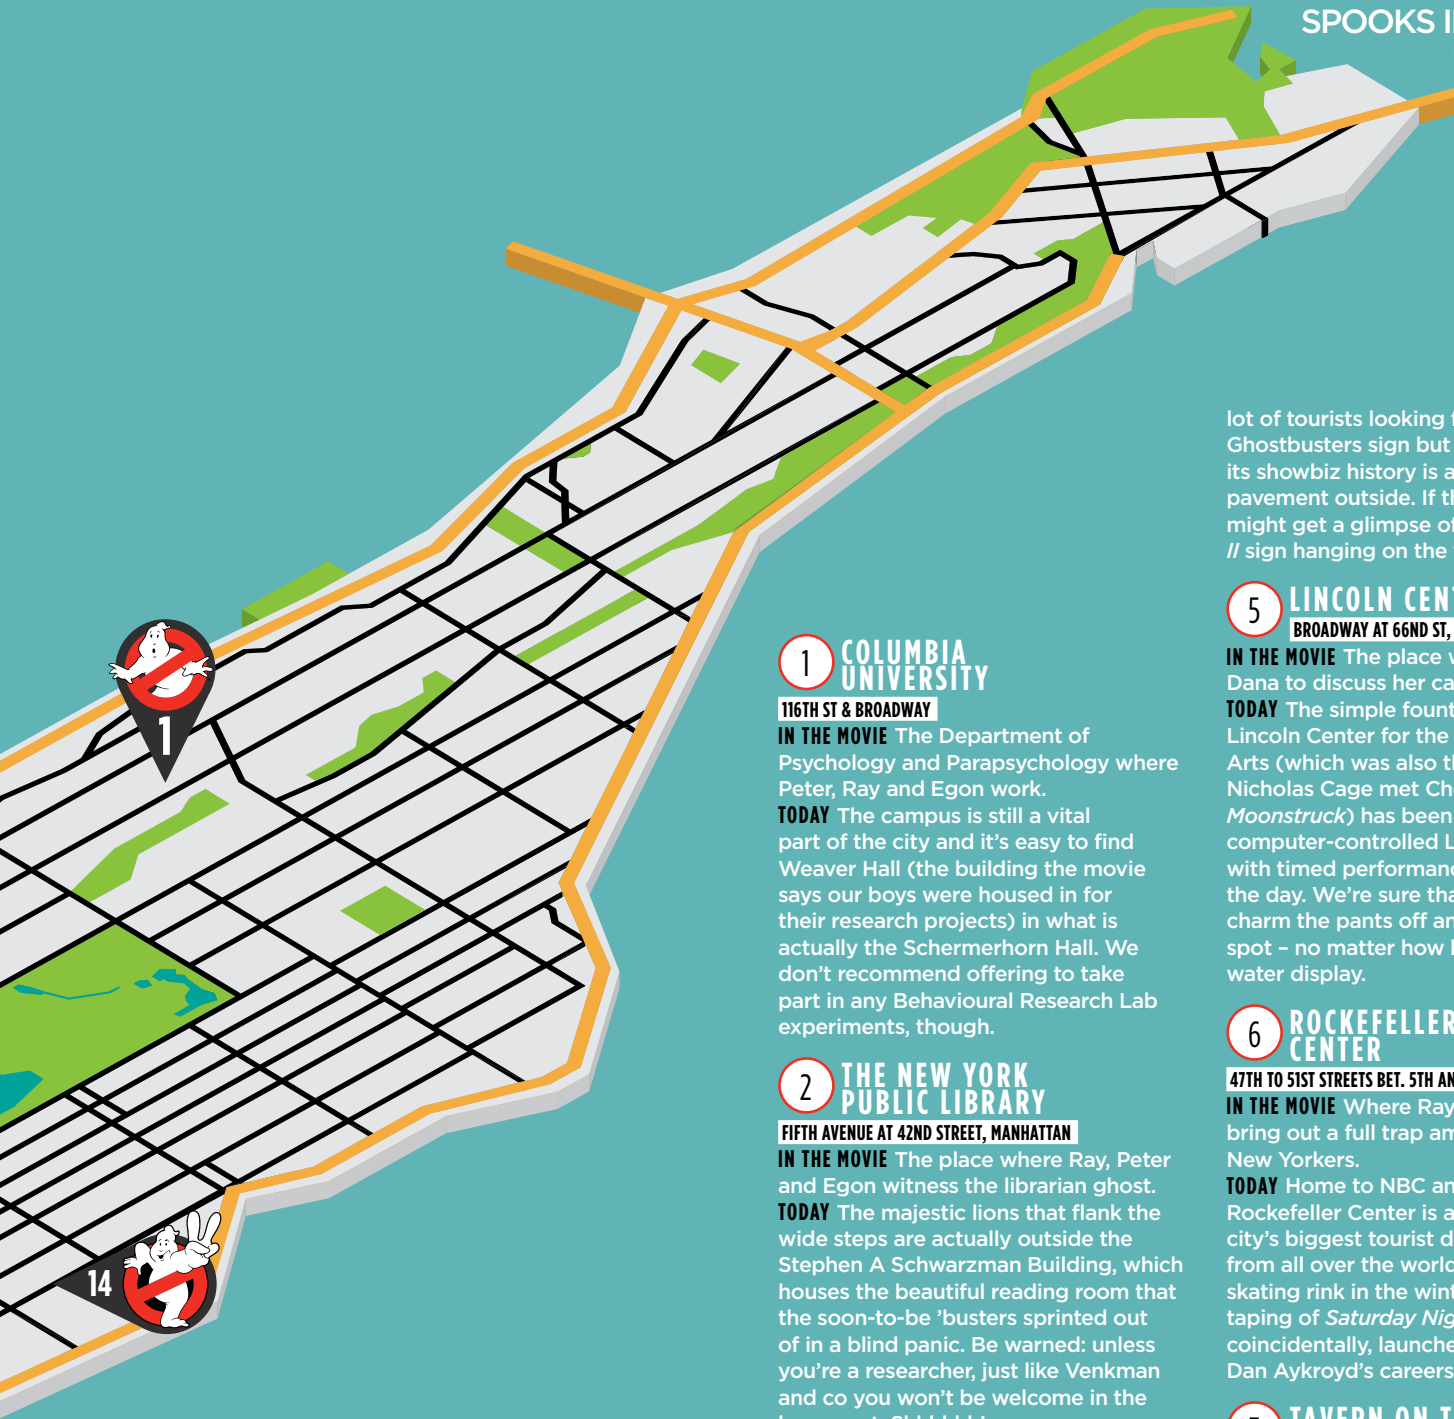 SPOOKS
1
14
1 COLUMBIA
UNIVERSITY
116TH ST & BROADWAY
IN THE MOVIE The Department of
Psychology and Parapsychology where
Peter, Ray and Egon work.
TODAY The campus is still a vital
part of the city and it's easy to find
Weaver Hall (the building the movie
says our boys were housed in for
their research projects) in what is
actually the Schermerhorn Hall. We
don't recommend offering to take
part in any Behavioural Research Lab
experiments, though.
2 THE NEW YORK
PUBLIC LIBRARY
FIFTH AVENUE AT 42ND STREET, MANHATTAN
IN THE MOVIE The place where Ray, Peter
and Egon witness the librarian ghost.
TODAY The majestic lions that flank the
wide steps are actually outside the
Stephen A Schwarzman Building, which
houses the beautiful reading room that
the soon-to-be 'busters sprinted out
of in a blind panic. Be warned: unless
you're a researcher, just like Venkman
and co you won't be welcome in the
lot of tourists looking
Ghostbusters sign but
its showbiz history is
pavement outside. If
might get a glimpse of
II sign hanging on the
5 LINCOLN
BROADWAY AT 66ND ST,
IN THE MOVIE The place
Dana to discuss her
TODAY The simple
Lincoln Center for the
Arts (which was also
Nicholas Cage met
Moonstruck) has been
computer-controlled
with timed
the day. We're sure
charm the pants off
spot – no matter how
water display.
6 ROCKEFELLER
CENTER
47TH TO 51ST STREETS BET. 5TH
IN THE MOVIE Where Ray
bring out a full trap
New Yorkers.
TODAY Home to NBC
Rockefeller Center is
city's biggest tourist
from all over the world
skating rink in the
taping of Saturday
coincidentally,
Dan Aykroyd's careers
TAVERN ON